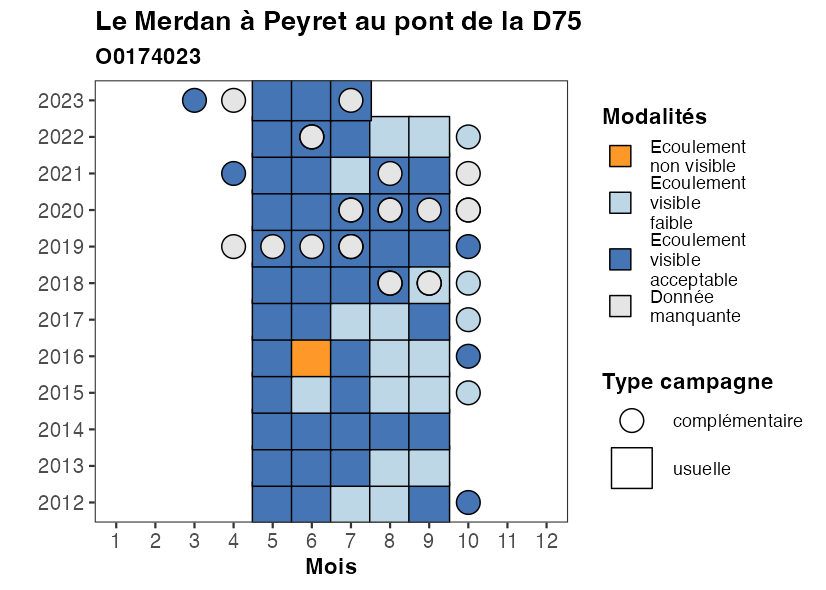 Le Merdan à Peyret au pont de la D75
O0174023
2023
2022
2021
2020
2019
2018
2017
2016
2015
2014
2013
2012
1 2 3 4 5 6 7 8 9 10 11 12
Mois
Modalités
Ecoulement
non visible
Ecoulement
visible
faible
Ecoulement
visible
acceptable
Donnée
manquante
Type campagne
complémentaire
usuelle